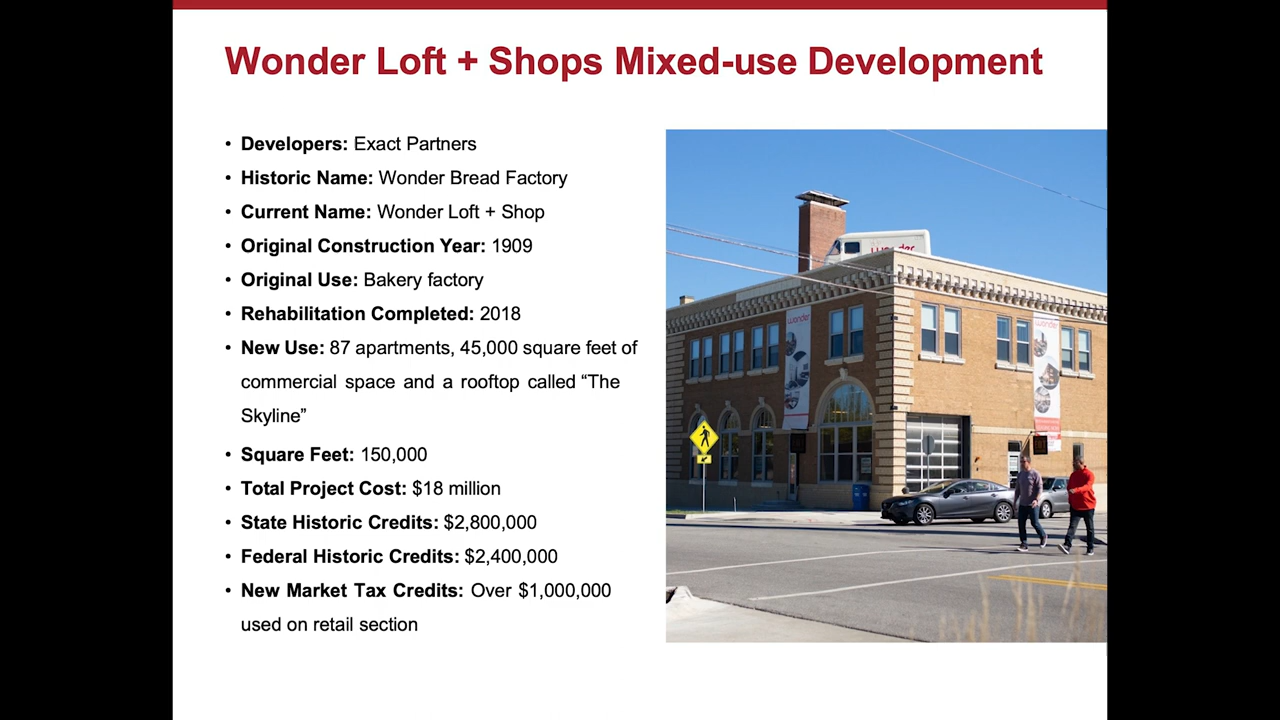 Wonder Loft + Shops Mixed-use Development
• Developers: Exact Partners
• Historic Name: Wonder Bread Factory
• Current Name: Wonder Loft + Shop
• Original Construction Year: 1909
• Original Use: Bakery factory
• Rehabilitation Completed: 2018
• New Use: 87 apartments, 45,000 square feet of
commercial space and a rooftop called “The
Skyline”
• Square Feet: 150,000
• Total Project Cost: $18 million
• State Historic Credits: $2,800,000
• Federal Historic Credits: $2,400,000
• New Market Tax Credits: Over $1,000,000
used on retail section
wonder
wonder
wonder